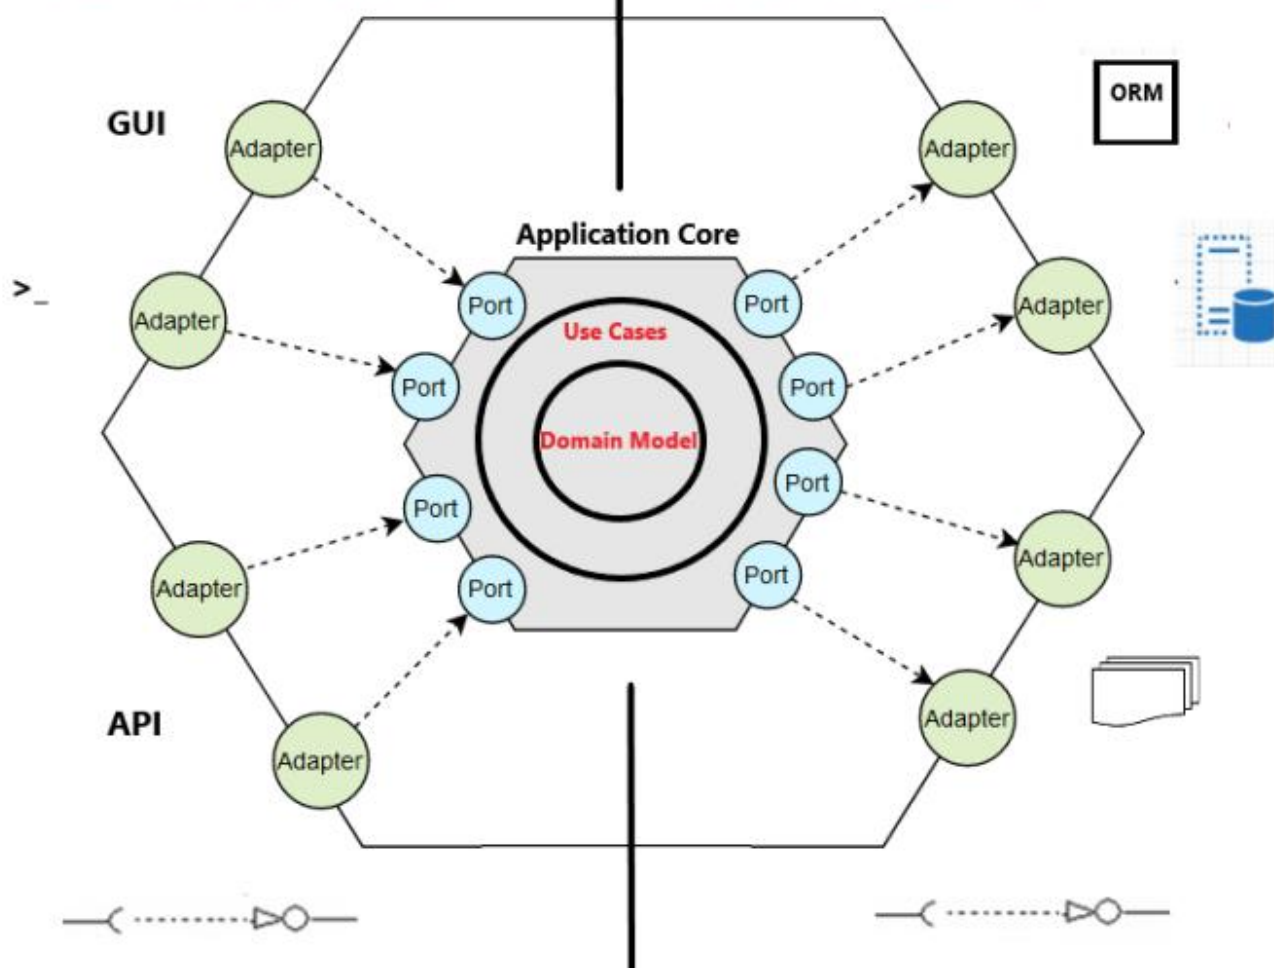 GUI
Adapter
Adapter
ORM
Application Core
>_
Port
Port
Adapter
Use Cases
Adapter
Port
Port
Domain Model
Port
Port
Adapter
Port
Port
Adapter
API
Adapter
Adapter